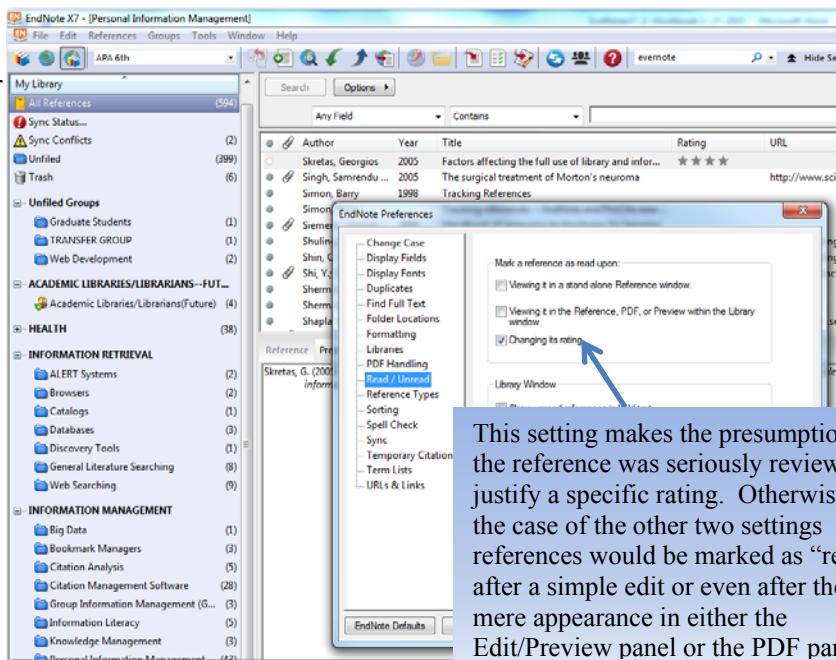 EndNote X7 - [Personal Information Management]
File Edit References Groups Tools Window Help
APA 6th
evernote
Hide Se
My Library
All References (594)
Sync Status...
Sync Conflicts (2)
Unfiled (399)
Trash (6)
Unfiled Groups
Graduate Students (1)
TRANSFER GROUP (1)
Web Development (2)
ACADEMIC LIBRARIES/LIBRARIANS--FUT...
Academic Libraries/Librarians(Future) (4)
HEALTH (38)
INFORMATION RETRIEVAL
ALERT Systems (2)
Browsers (2)
Catalogs (1)
Databases (3)
Discovery Tools (1)
General Literature Searching (8)
Web Searching (9)
INFORMATION MANAGEMENT
Big Data (1)
Bookmark Managers (3)
Citation Analysis (5)
Citation Management Software (28)
Group Information Management (G... (3)
Information Literacy (5)
Knowledge Management (3)
Personal Information Management (43)
Search Options
Any Field Contains
Author Year Title Rating URL
Skretas, Georgios 2005 Factors affecting the full use of library and infor... ★★★★
Singh, Samrendu ... 2005 The surgical treatment of Morton's neuroma http://www.sci
Simon, Barry 1998 Tracking References
Simon
Siemer
Shulin
Shin, C
Shi, Y.;
Sherm
Sherm
Shapla
Reference Pre
Skretas, G. (2005
inform
EndNote Preferences
Change Case
Display Fields
Display Fonts
Duplicates
Find Full Text
Folder Locations
Formatting
Libraries
PDF Handling
Read / Unread
Reference Types
Sorting
Spell Check
Sync
Temporary Citation
Term Lists
URLs & Links
EndNote Defaults
Mark a reference as read upon:
Viewing it in a stand alone Reference window.
Viewing it in the Reference, PDF, or Preview within the Library
window.
Changing its rating
Library Window
This setting makes the presumptio
the reference was seriously review
justify a specific rating. Otherwis
the case of the other two settings
references would be marked as “re
after a simple edit or even after the
mere appearance in either the
Edit/Preview panel or the PDF par